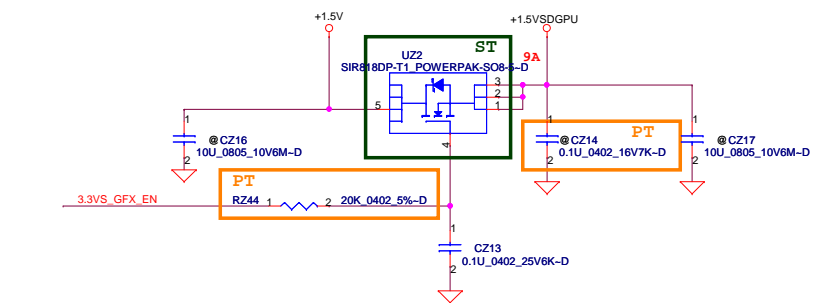 +1.5V
+1.5VSDGPU
ST
UZ2
9A
SIR818DP-T1_POWERPAK-SO8-5~D
3
2
5
1
1
1
1
@CZ16
10U_0805_10V6M~D
2
4
@CZ14
0.1U_0402_16V7K~D
2
PT
CZ17
@
10U_0805_10V6M~D
2
PT
3.3VS_GFX_EN
RZ44
1
2
20K_0402_5%~D
1
CZ13
0.1U_0402_25V6K~D
2